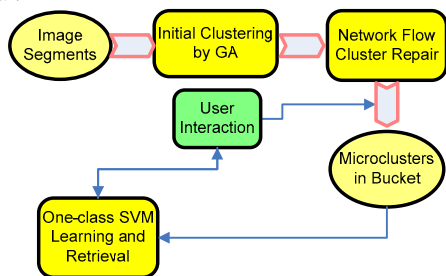 Image
Segments
Initial Clustering
by GA
Network Flow
Cluster Repair
User
Interaction
Microclusters
in Bucket
One-class SVM
Learning and
Retrieval